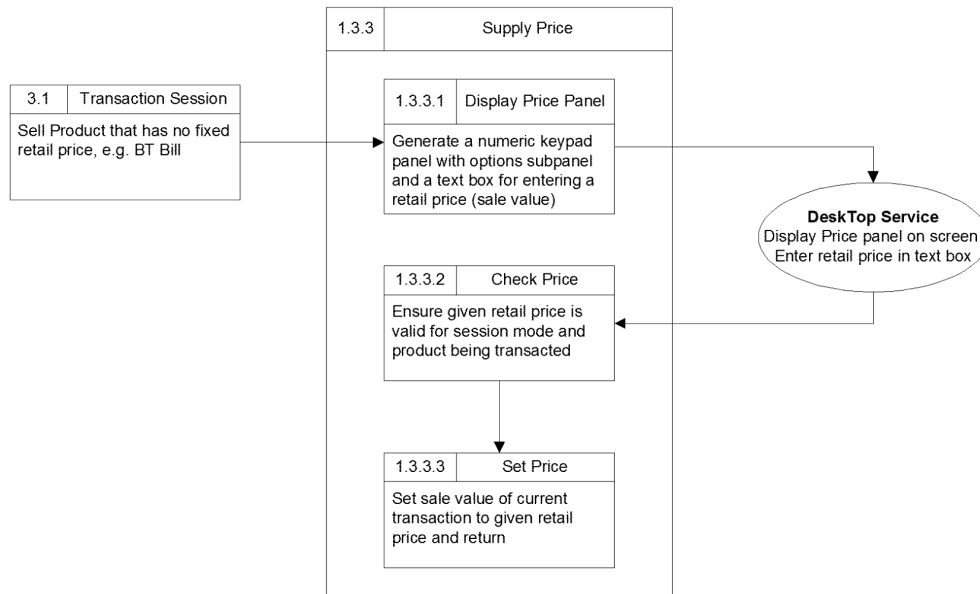 1.3.3 Supply Price
3.1 Transaction Session
Sell Product that has no fixed
retail price, e.g. BT Bill
1.3.3.1 Display Price Panel
Generate a numeric keypad
panel with options subpanel
and a text box for entering a
retail price (sale value)
DeskTop Service
Display Price panel on screen
Enter retail price in text box
1.3.3.2 Check Price
Ensure given retail price is
valid for session mode and
product being transacted
1.3.3.3 Set Price
Set sale value of current
transaction to given retail
price and return